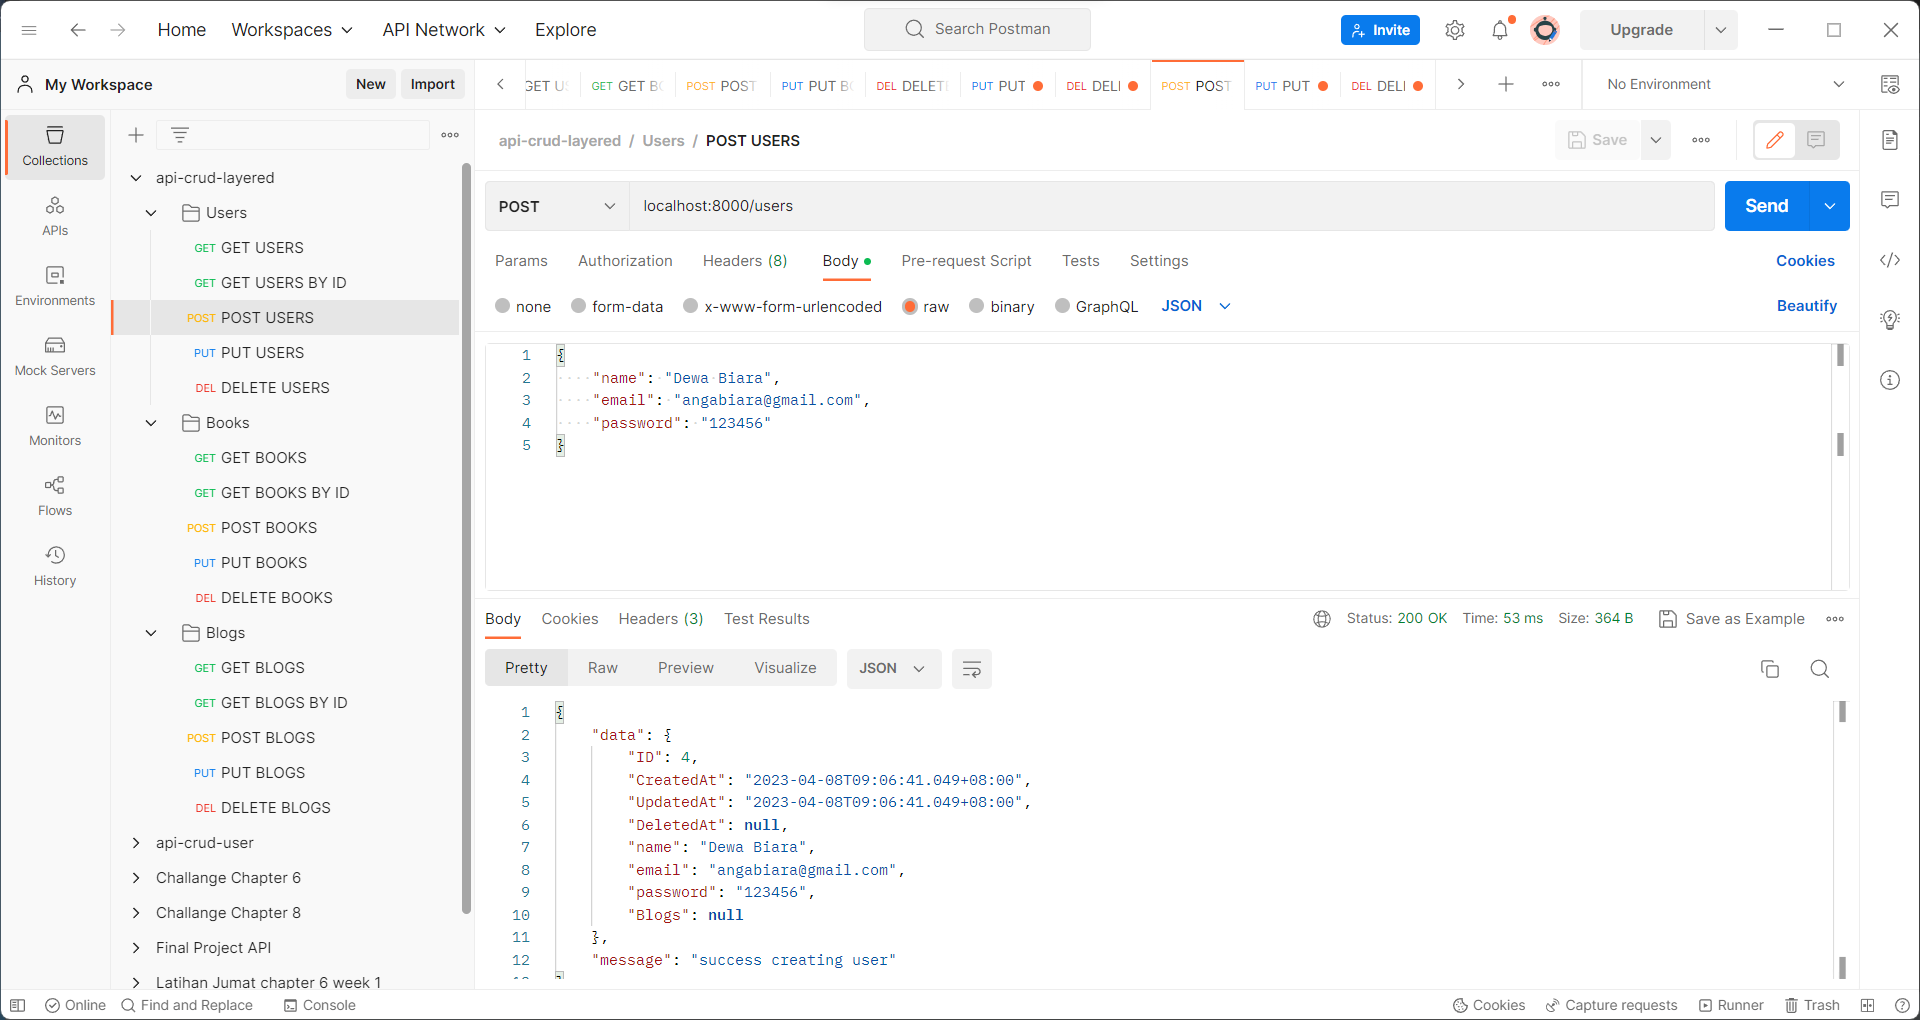 Home Workspaces API Network Explore Search Postman Invite Upgrade
My Workspace New Import GET US GET GET BO POST POST PUT PUT BO DEL DELET PUT PUT DEL DELI POST POST PUT PUT DEL DELI No Environment
Collections
APIs
Environments
Mock Servers
Monitors
Flows
History
api-crud-layered
Users
GET GET USERS
GET GET USERS BY ID
POST POST USERS
PUT PUT USERS
DEL DELETE USERS
Books
GET GET BOOKS
GET GET BOOKS BY ID
POST POST BOOKS
PUT PUT BOOKS
DEL DELETE BOOKS
Blogs
GET GET BLOGS
GET GET BLOGS BY ID
POST POST BLOGS
PUT PUT BLOGS
DEL DELETE BLOGS
api-crud-user
Challange Chapter 6
Challange Chapter 8
Final Project API
Latihan Jumat chapter 6 week 1
api-crud-layered / Users / POST USERS Save
POST localhost:8000/users Send
Params Authorization Headers (8) Body Pre-request Script Tests Settings Cookies
none form-data x-www-form-urlencoded raw binary GraphQL JSON Beautify
1 {
2 "name": "Dewa Biara",
3 "email": "angabiara@gmail.com",
4 "password": "123456"
5 }
Body Cookies Headers (3) Test Results Status: 200 OK Time: 53 ms Size: 364 B Save as Example
Pretty Raw Preview Visualize JSON
1 {
2 "data": {
3 "ID": 4,
4 "CreatedAt": "2023-04-08T09:06:41.049+08:00",
5 "UpdatedAt": "2023-04-08T09:06:41.049+08:00",
6 "DeletedAt": null,
7 "name": "Dewa Biara",
8 "email": "angabiara@gmail.com",
9 "password": "123456",
10 "Blogs": null
11 },
12 "message": "success creating user"
Online Find and Replace Console Cookies Capture requests Runner Trash